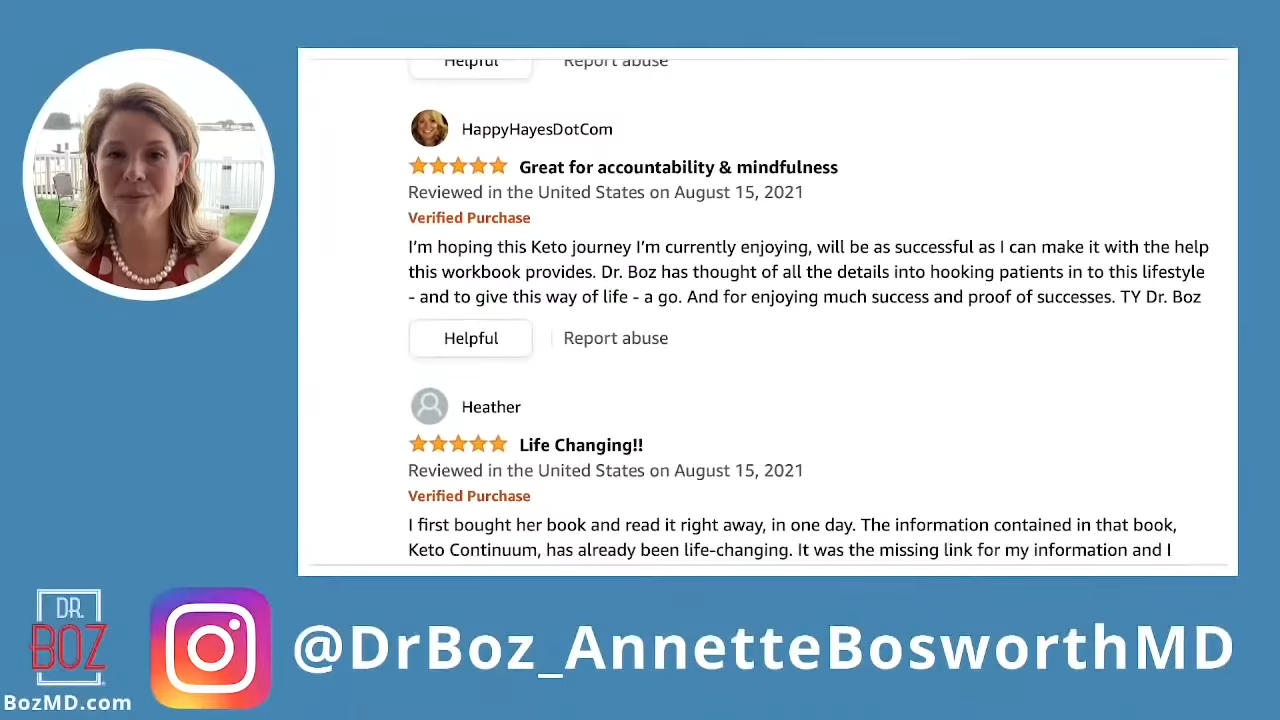 Helpful
Report abuse
HappyHayesDotCom
Great for accountability & mindfulness
Reviewed in the United States on August 15, 2021
Verified Purchase
I'm hoping this Keto journey I'm currently enjoying, will be as successful as I can make it with the help
this workbook provides. Dr. Boz has thought of all the details into hooking patients in to this lifestyle
- and to give this way of life - a go. And for enjoying much success and proof of successes. TY Dr. Boz
Helpful
Report abuse
Heather
Life Changing!!
Reviewed in the United States on August 15, 2021
Verified Purchase
I first bought her book and read it right away, in one day. The information contained in that book,
Keto Continuum, has already been life-changing. It was the missing link for my information and I
DR.
BOZ
BozMD.com
@DrBoz_AnnetteBosworthMD